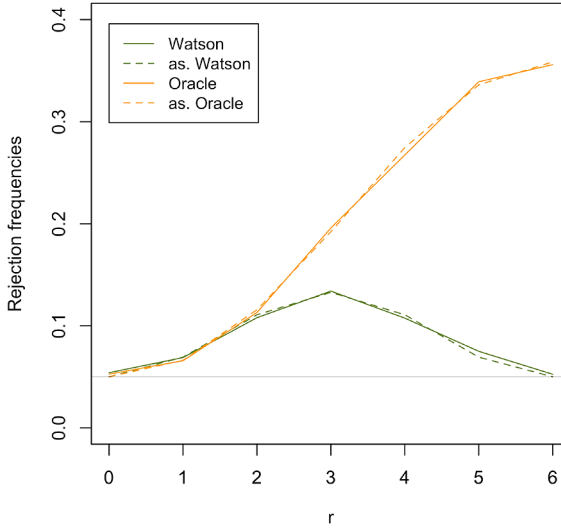 Watson
as. Watson
Oracle
as. Oracle
Rejection frequencies
0.4
0.3
0.2
0.1
0.0
0 1 2 3 4 5 6
r